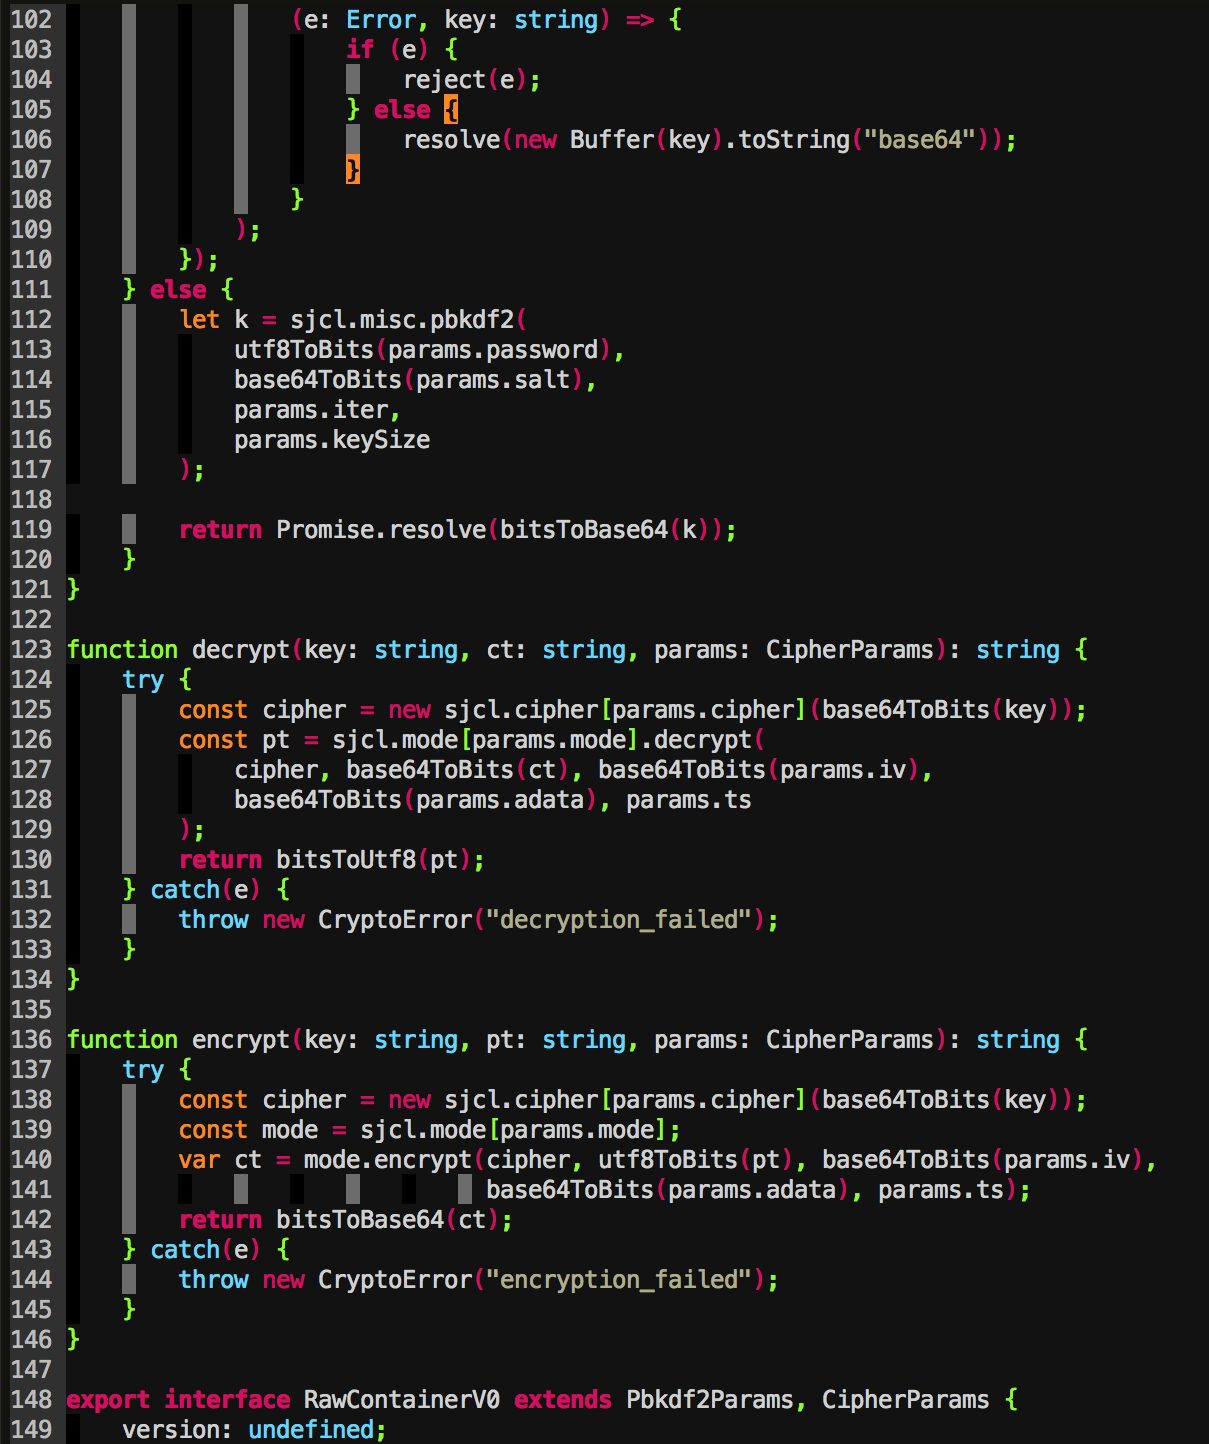 102 (e: Error, key: string) => {
103 if (e) {
104 reject(e);
105 } else {
106 resolve(new Buffer(key).toString("base64"));
107 }
108 }
109 );
110 });
111 } else {
112 let k = sjcl.misc.pbkdf2(
113 utf8ToBits(params.password),
114 base64ToBits(params.salt),
115 params.iter,
116 params.keySize
117 );
118
119 return Promise.resolve(bitsToBase64(k));
120 }
121 }
122
123 function decrypt(key: string, ct: string, params: CipherParams): string {
124 try {
125 const cipher = new sjcl.cipher[params.cipher](base64ToBits(key));
126 const pt = sjcl.mode[params.mode].decrypt(
127 cipher, base64ToBits(ct), base64ToBits(params.iv),
128 base64ToBits(params.adata), params.ts
129 );
130 return bitsToUtf8(pt);
131 } catch(e) {
132 throw new CryptoError("decryption_failed");
133 }
134 }
135
136 function encrypt(key: string, pt: string, params: CipherParams): string {
137 try {
138 const cipher = new sjcl.cipher[params.cipher](base64ToBits(key));
139 const mode = sjcl.mode[params.mode];
140 var ct = mode.encrypt(cipher, utf8ToBits(pt), base64ToBits(params.iv),
141 base64ToBits(params.adata), params.ts);
142 return bitsToBase64(ct);
143 } catch(e) {
144 throw new CryptoError("encryption_failed");
145 }
146 }
147
148 export interface RawContainerV0 extends Pbkdf2Params, CipherParams {
149 version: undefined;